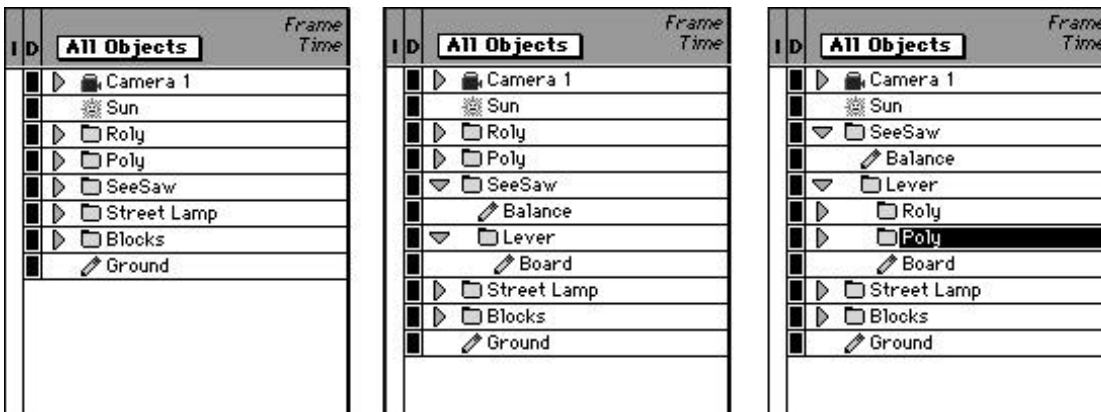 Frame
I D All Objects Time
Camera 1
Sun
Roly
Poly
SeeSaw
Street Lamp
Blocks
Ground
Frame
I D All Objects Time
Camera 1
Sun
Roly
Poly
SeeSaw
Balance
Lever
Board
Street Lamp
Blocks
Ground
Frame
I D All Objects Time
Camera 1
Sun
SeeSaw
Balance
Lever
Roly
Poly
Board
Street Lamp
Blocks
Ground